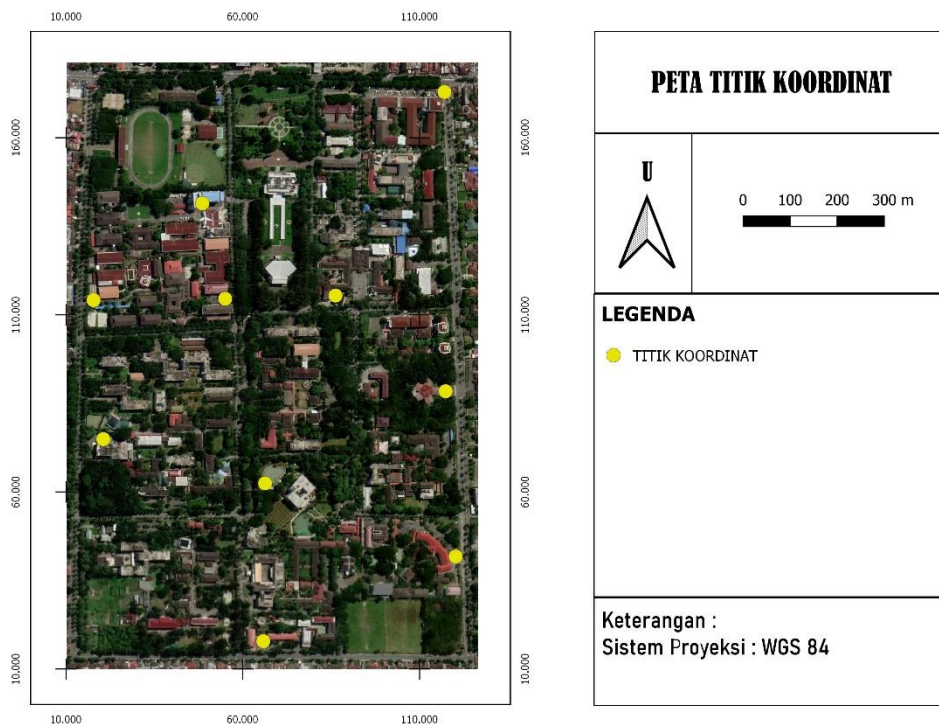 10.000 60.000 110.000
160.000 160.000
110.000 110.000
60.000 60.000
10.000 10.000
10.000 60.000 110.000
PETA TITIK KOORDINAT
U
0 100 200 300 m
LEGENDA
TITIK KOORDINAT
Keterangan :
Sistem Proyeksi : WGS 84